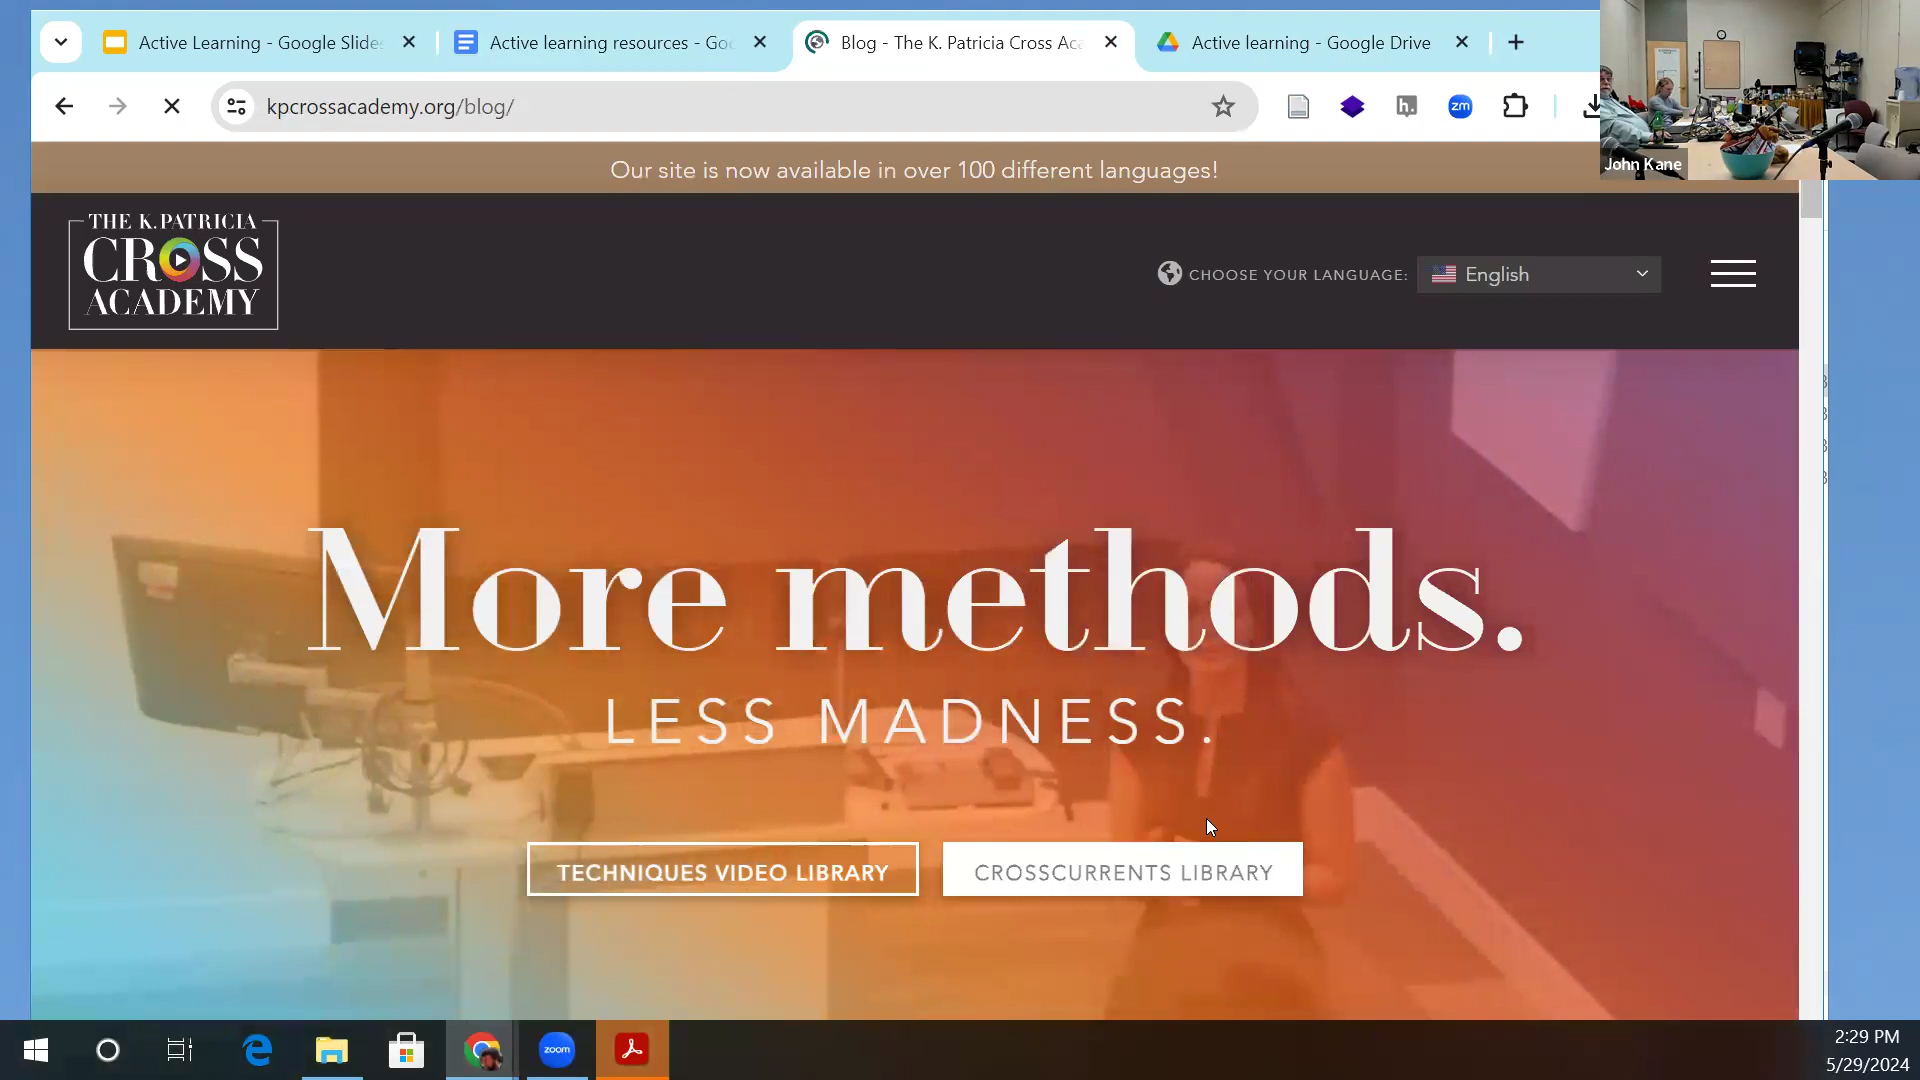 Active Learning - Google Slides
Active learning resources - Goo
Blog - The K. Patricia Cross Aca
Active learning - Google Drive
kpcrossacademy.org/blog/
h.
zm
John Kane
Our site is now available in over 100 different languages!
THE K. PATRICIA
CROSS
ACADEMY
CHOOSE YOUR LANGUAGE:
English
More methods.
LESS MADNESS.
TECHNIQUES VIDEO LIBRARY
CROSSCURRENTS LIBRARY
zoom
2:29 PM
5/29/2024